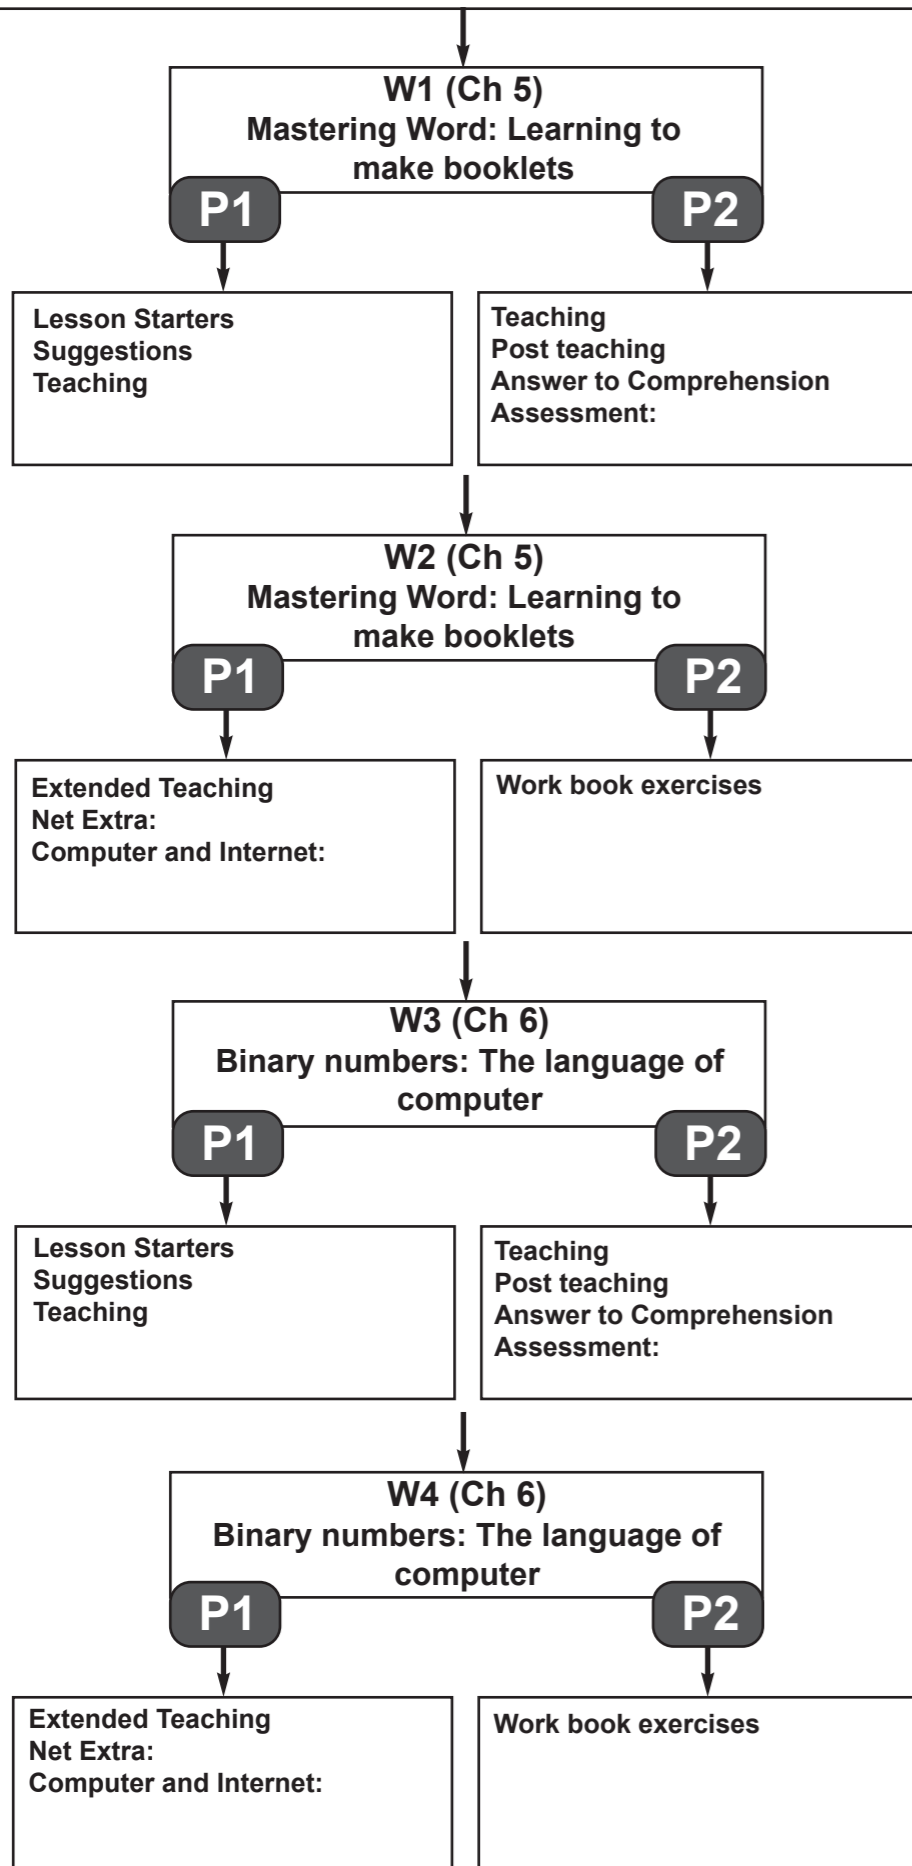 W1 (Ch 5)
Mastering Word: Learning to
make booklets
P1
P2
Lesson Starters
Suggestions
Teaching
Teaching
Post teaching
Answer to Comprehension
Assessment:
W2 (Ch 5)
Mastering Word: Learning to
make booklets
P1
P2
Extended Teaching
Net Extra:
Computer and Internet:
Work book exercises
W3 (Ch 6)
Binary numbers: The language of
computer
P1
P2
Lesson Starters
Suggestions
Teaching
Teaching
Post teaching
Answer to Comprehension
Assessment:
W4 (Ch 6)
Binary numbers: The language of
computer
P1
P2
Extended Teaching
Net Extra:
Computer and Internet:
Work book exercises